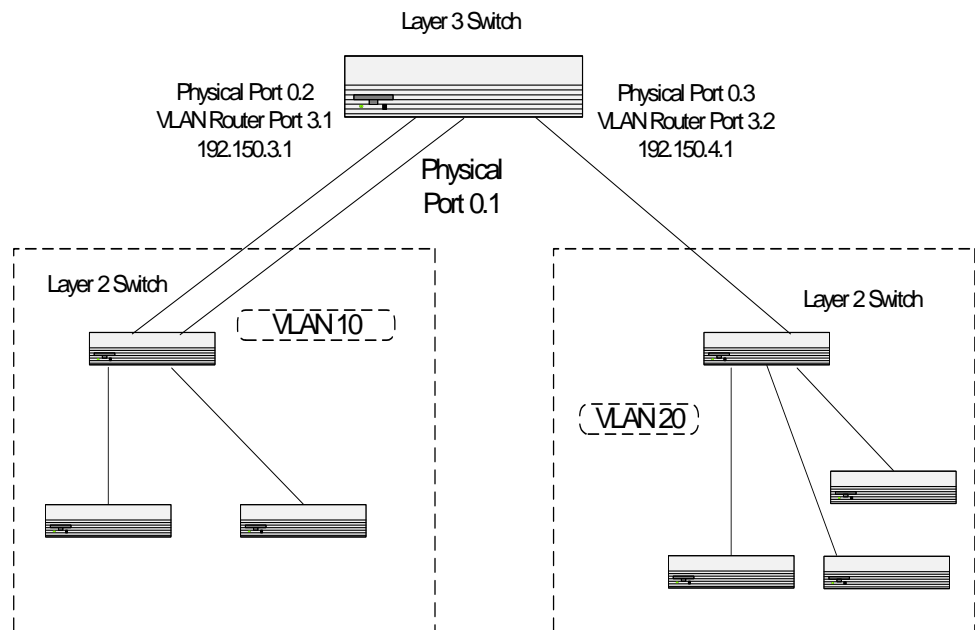 Layer 3 Switch
Physical Port 0.2
VLAN Router Port 3.1
192.150.3.1
Physical Port 0.3
VLAN Router Port 3.2
192.150.4.1
Physical
Port 0.1
Layer 2 Switch
VLAN 10
Layer 2 Switch
VLAN 20